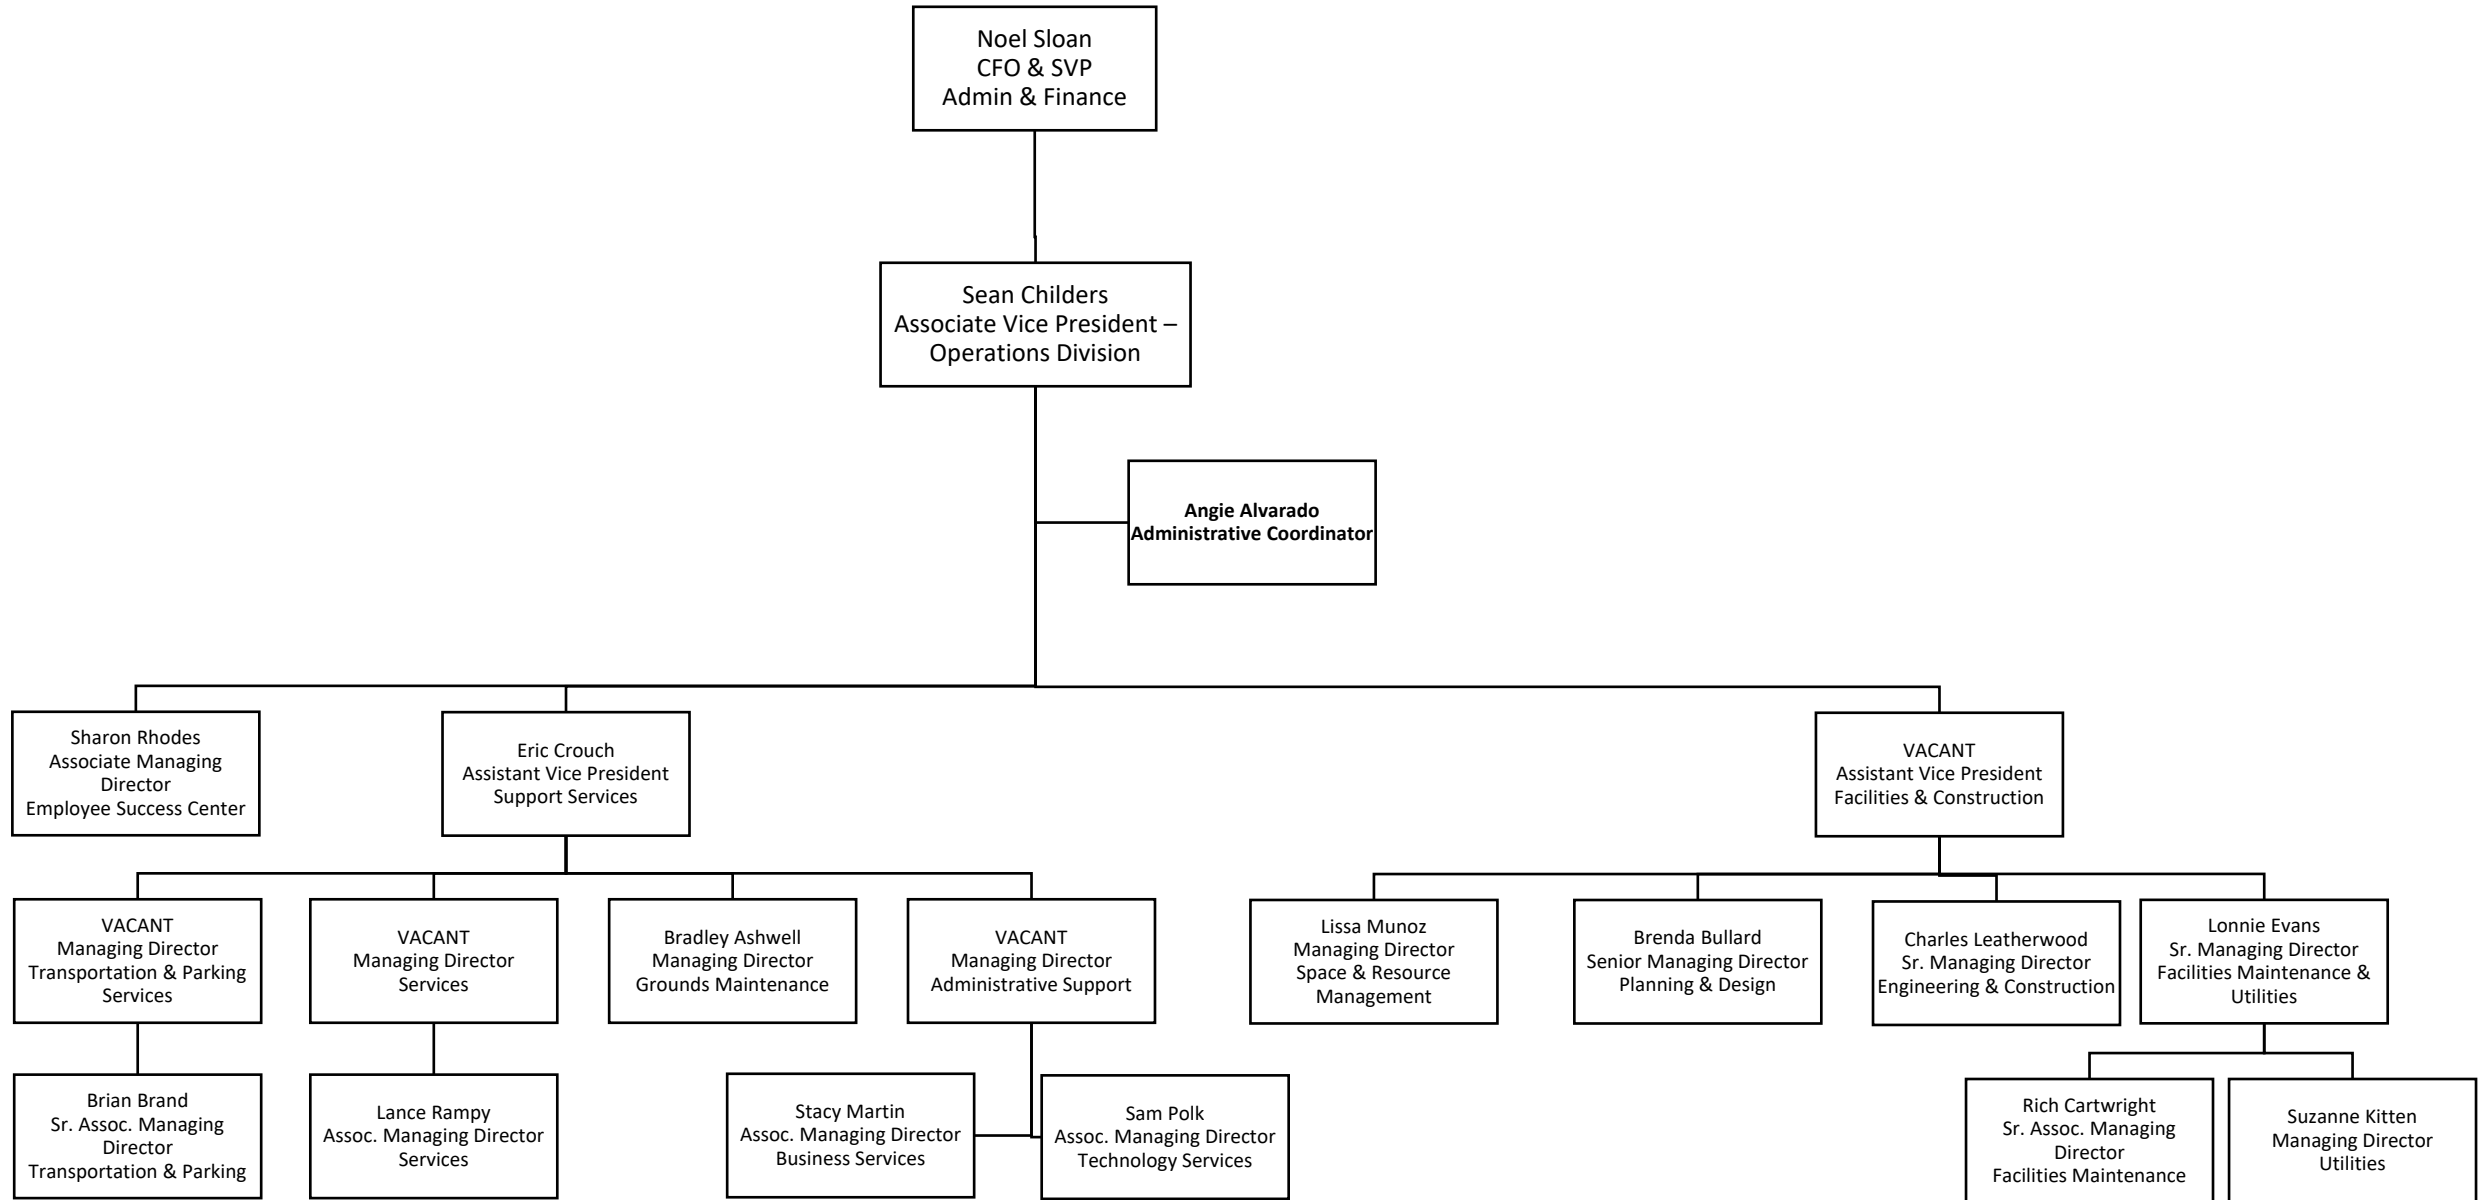 Noel Sloan
CFO & SVP
Admin & Finance
Sean Childers
Associate Vice President –
Operations Division
Angie Alvarado
Administrative Coordinator
Sharon Rhodes
Associate Managing
Director
Employee Success Center
Eric Crouch
Assistant Vice President
Support Services
VACANT
Assistant Vice President
Facilities & Construction
VACANT
Managing Director
Transportation & Parking
Services
VACANT
Managing Director
Services
Bradley Ashwell
Managing Director
Grounds Maintenance
VACANT
Managing Director
Administrative Support
Lissa Munoz
Managing Director
Space & Resource
Management
Brenda Bullard
Senior Managing Director
Planning & Design
Charles Leatherwood
Sr. Managing Director
Engineering & Construction
Lonnie Evans
Sr. Managing Director
Facilities Maintenance &
Utilities
Brian Brand
Sr. Assoc. Managing
Director
Transportation & Parking
Lance Rampy
Assoc. Managing Director
Services
Stacy Martin
Assoc. Managing Director
Business Services
Sam Polk
Assoc. Managing Director
Technology Services
Rich Cartwright
Sr. Assoc. Managing
Director
Facilities Maintenance
Suzanne Kitten
Managing Director
Utilities